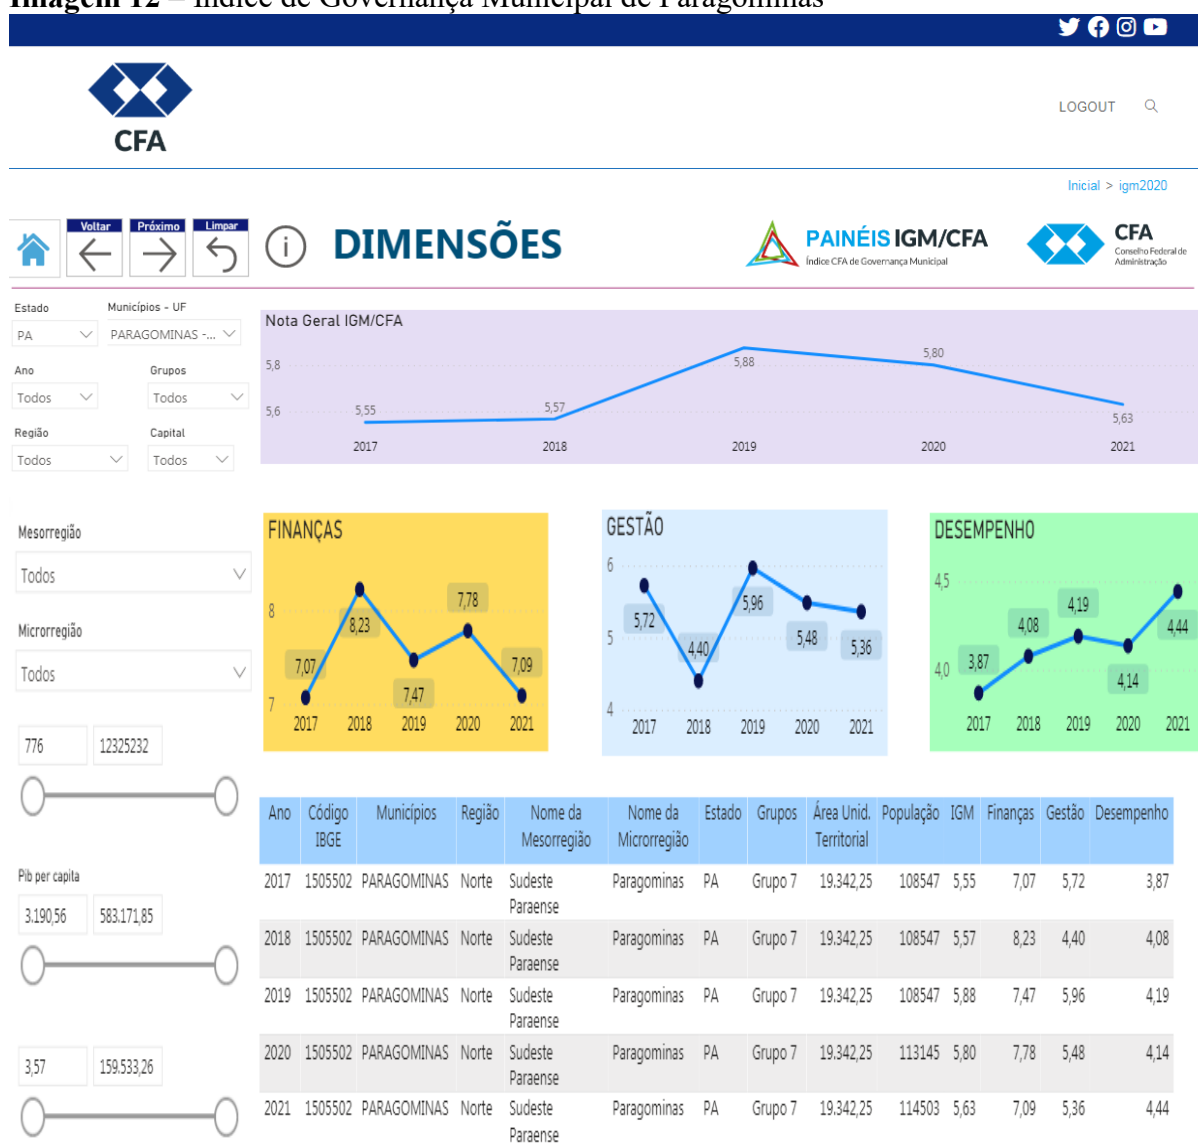 Imagem 12 – Índice de Governança Municipal de Paragominas
CFA
LOGOUT
Inicial > igm2020
Voltar Próximo Limpar
DIMENSÕES
PAINÉIS IGM/CFA
Índice CFA de Governança Municipal
CFA
Conselho Federal de
Administração
Estado Municípios - UF
PA PARAGOMINAS -...
Ano Grupos
Todos Todos
Região Capital
Todos Todos
Nota Geral IGM/CFA
5,8
5,6
5,55 5,57 5,88 5,80 5,63
2017 2018 2019 2020 2021
Mesorregião
Todos
Microrregião
Todos
776 12325232
Pib per capita
3.190,56 583.171,85
3,57 159.533,26
FINANÇAS
8
7
7,07 8,23 7,47 7,78 7,09
2017 2018 2019 2020 2021
GESTÃO
6
5
4
5,72 4,40 5,96 5,48 5,36
2017 2018 2019 2020 2021
DESEMPENHO
4,5
4,0
3,87 4,08 4,19 4,14 4,44
2017 2018 2019 2020 2021
Ano Código Municípios Região Nome da Nome da Estado Grupos Área Unid. População IGM Finanças Gestão Desempenho
IBGE Mesorregião Microrregião Territorial
2017 1505502 PARAGOMINAS Norte Sudeste Paragominas PA Grupo 7 19.342,25 108547 5,55 7,07 5,72 3,87
Paraense
2018 1505502 PARAGOMINAS Norte Sudeste Paragominas PA Grupo 7 19.342,25 108547 5,57 8,23 4,40 4,08
Paraense
2019 1505502 PARAGOMINAS Norte Sudeste Paragominas PA Grupo 7 19.342,25 108547 5,88 7,47 5,96 4,19
Paraense
2020 1505502 PARAGOMINAS Norte Sudeste Paragominas PA Grupo 7 19.342,25 113145 5,80 7,78 5,48 4,14
Paraense
2021 1505502 PARAGOMINAS Norte Sudeste Paragominas PA Grupo 7 19.342,25 114503 5,63 7,09 5,36 4,44
Paraense